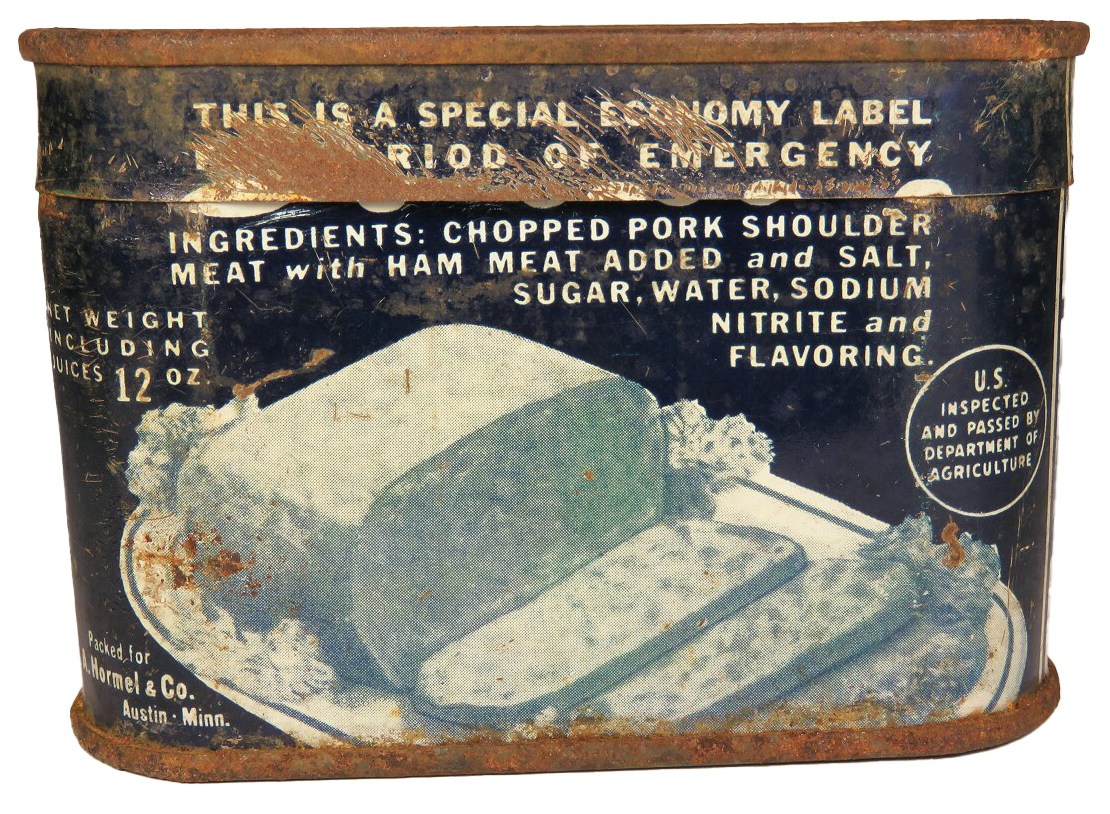 THIS IS A SPECIAL ECONOMY LABEL
PERIOD OF EMERGENCY
INGREDIENTS: CHOPPED PORK SHOULDER
MEAT with HAM MEAT ADDED and SALT,
SUGAR, WATER, SODIUM
NITRITE and
FLAVORING.
NET WEIGHT
INCLUDING
JUICES 12 OZ.
U.S.
INSPECTED
AND PASSED BY
DEPARTMENT OF
AGRICULTURE
Packed for
A. Hormel & Co.
Austin · Minn.